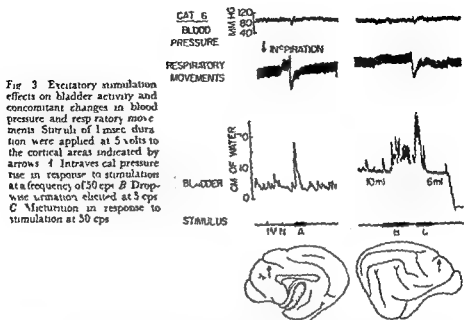 CAT. 6
BLOOD
PRESSURE
MM HG
120
80
40
↓ INSPIRATION
RESPIRATORY
MOVEMENTS
Fig 3 Excitatory stimulation
effects on bladder activity and
concomitant changes in blood
pressure and respiratory move
ments Stimuli of 1 msec dura
tion were applied at 5 volts to
the cortical areas indicated by
arrows A Intravesical pressure
rise in response to stimulation
at a frequency of 50 cps B Drop-
wise urination elicited at 5 cps
C Micturition in response to
stimulation at 50 cps
CM OF WATER
BLADDER
10ml
6ml
STIMULUS
A
B
C